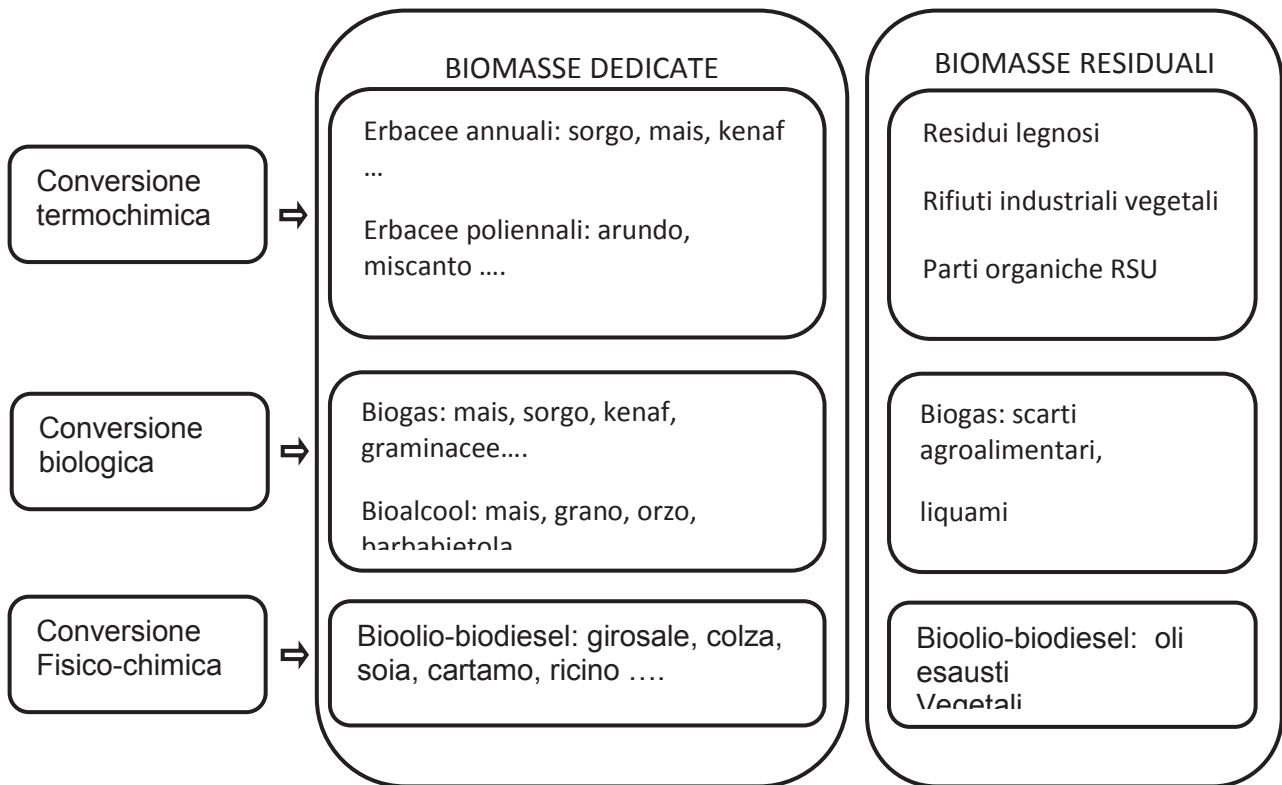 BIOMASSE DEDICATE
BIOMASSE RESIDUALI
Conversione
termochimica
Erbacee annuali: sorgo, mais, kenaf
...
Erbacee poliennali: arundo,
miscanto ....
Residui legnosi
Rifiuti industriali vegetali
Parti organiche RSU
Conversione
biologica
Biogas: mais, sorgo, kenaf,
graminacee....
Bioalcool: mais, grano, orzo,
barbabietola
Biogas: scarti
agroalimentari,
liquami
Conversione
Fisico-chimica
Bioolio-biodiesel: girosale, colza,
soia, cartamo, ricino ....
Bioolio-biodiesel: oli
esausti
Vegetali